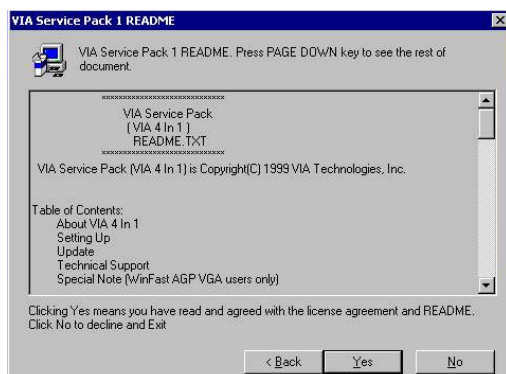 VIA Service Pack 1 README
VIA Service Pack 1 README. Press PAGE DOWN key to see the rest of
document.
xxxxxxxxxxxxxxxxxxxxxxxxxxxx
VIA Service Pack
( VIA 4 In 1 )
README.TXT
xxxxxxxxxxxxxxxxxxxxxxxxxxxx
VIA Service Pack (VIA 4 In 1) is Copyright(C) 1999 VIA Technologies, Inc.
Table of Contents:
About VIA 4 In 1
Setting Up
Update
Technical Support
Special Note (WinFast AGP VGA users only)
Clicking Yes means you have read and agreed with the license agreement and README.
Click No to decline and Exit
< Back Yes No